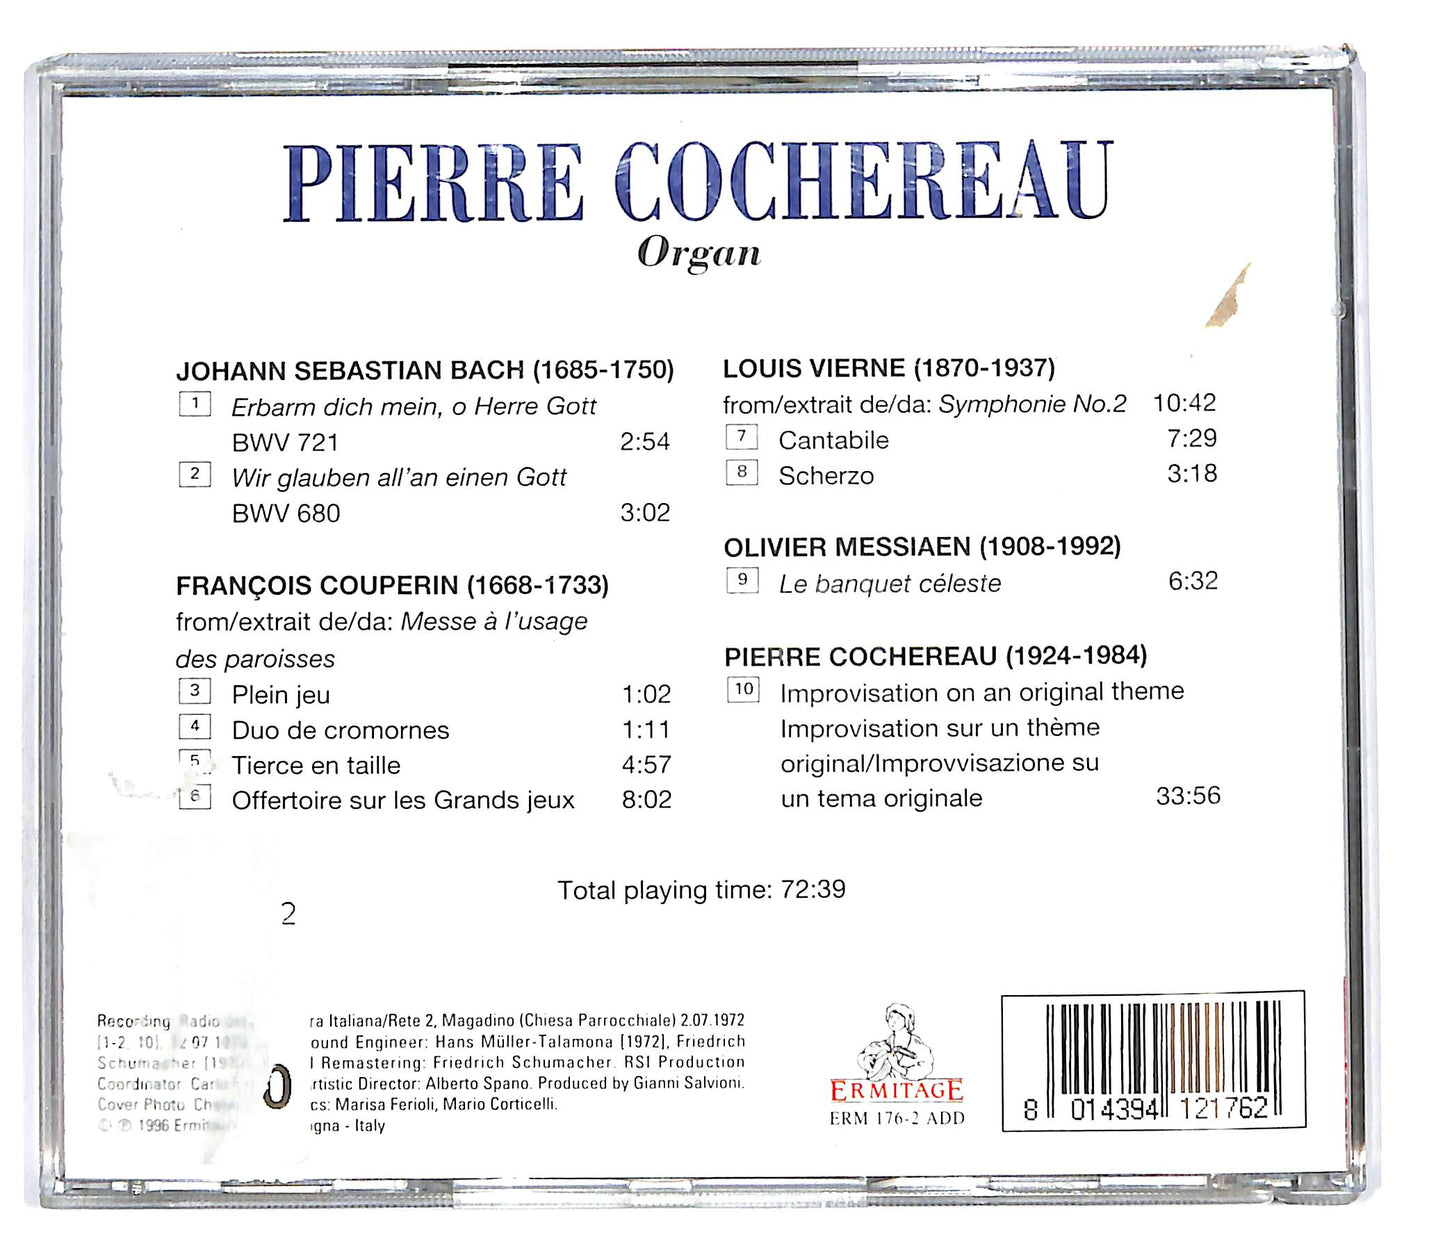 PIERRE COCHEREAU
Organ
JOHANN SEBASTIAN BACH (1685-1750)
1 Erbarm dich mein, o Herre Gott
BWV 721 2:54
2 Wir glauben all'an einen Gott
BWV 680 3:02
FRANÇOIS COUPERIN (1668-1733)
from/extrait de/da: Messe à l'usage
des paroisses
3 Plein jeu 1:02
4 Duo de cromornes 1:11
5 Tierce en taille 4:57
6 Offertoire sur les Grands jeux 8:02
LOUIS VIERNE (1870-1937)
from/extrait de/da: Symphonie No.2 10:42
7 Cantabile 7:29
8 Scherzo 3:18
OLIVIER MESSIAEN (1908-1992)
9 Le banquet céleste 6:32
PIERRE COCHEREAU (1924-1984)
10 Improvisation on an original theme
Improvisation sur un thème
original/Improvvisazione su
un tema originale 33:56
Total playing time: 72:39
2
Recording Radio ra Italiana/Rete 2, Magadino (Chiesa Parrocchiale) 2.07.1972
[1-2, 10], 07 ound Engineer: Hans Müller-Talamona [1972], Friedrich
Schumacher l Remastering: Friedrich Schumacher. RSI Production
Coordinator rtistic Director: Alberto Spano. Produced by Gianni Salvioni.
Cover Photo cs: Marisa Ferioli, Mario Corticelli.
© ℗ 1996 gna - Italy
ERMITAGE
ERM 176-2 ADD
8 014394 121762